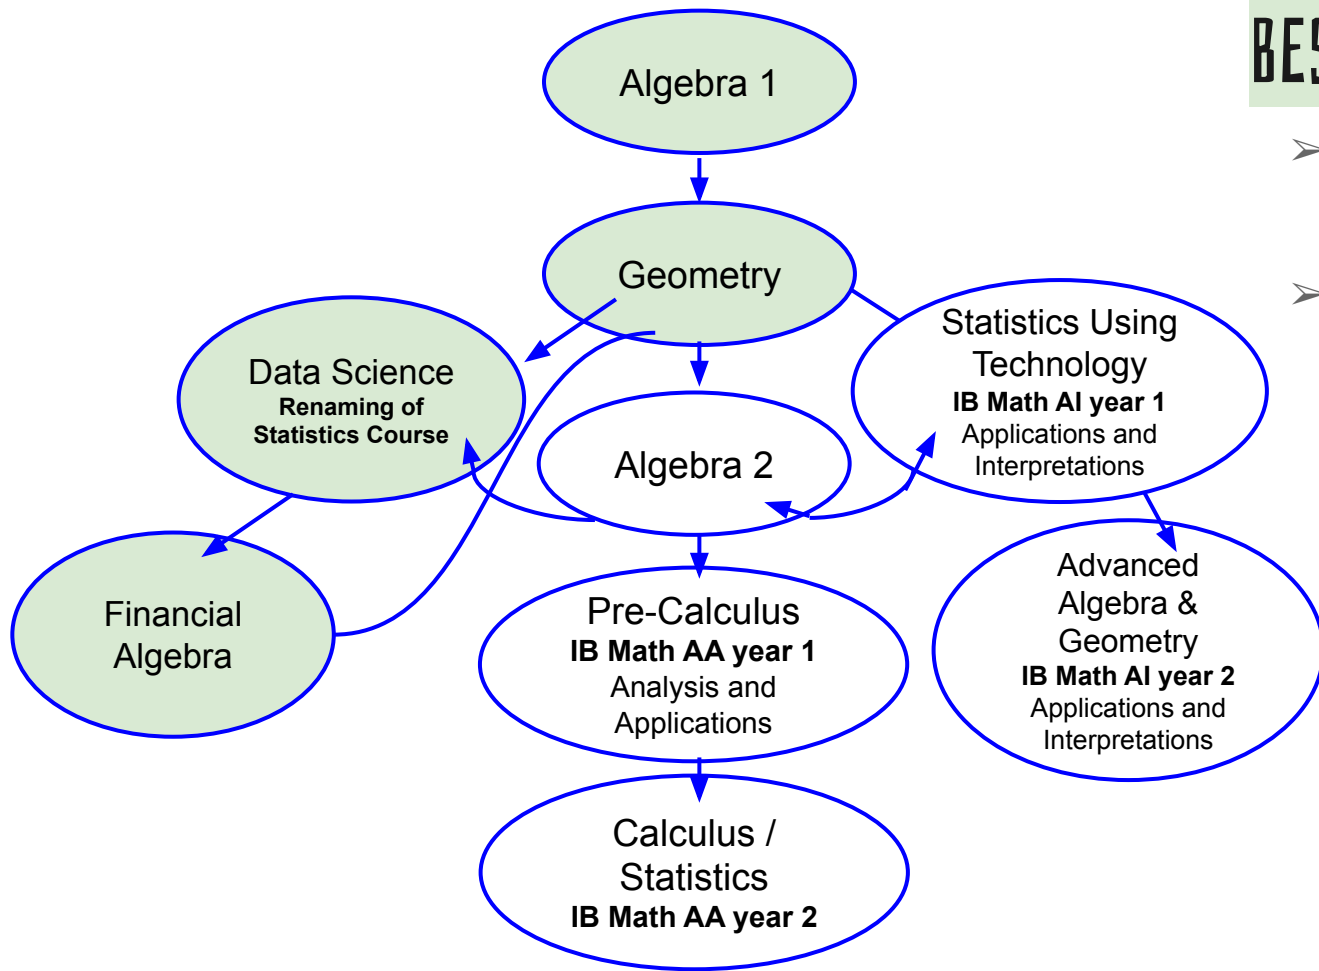 Algebra 1
Geometry
Data Science
Renaming of
Statistics Course
Statistics Using
Technology
IB Math AI year 1
Applications and
Interpretations
Algebra 2
Financial
Algebra
Pre-Calculus
IB Math AA year 1
Analysis and
Applications
Advanced
Algebra &
Geometry
IB Math AI year 2
Applications and
Interpretations
Calculus /
Statistics
IB Math AA year 2